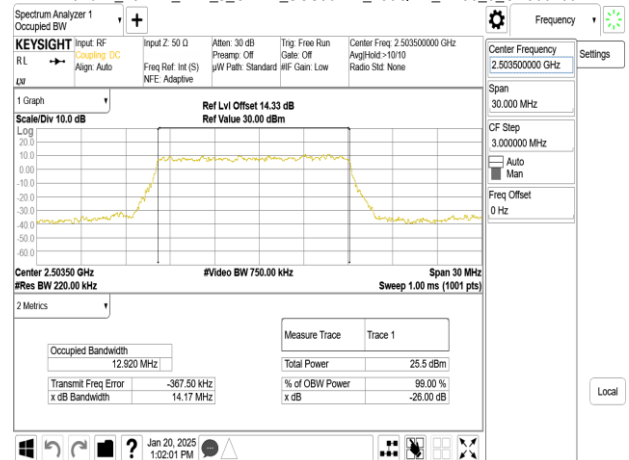 Spectrum Analyzer 1
Occupied BW
+
Frequency
KEYSIGHT
RL
LXI
Input: RF
Coupling: DC
Align: Auto
Input Z: 50 Ω
Freq Ref: Int (S)
NFE: Adaptive
Atten: 30 dB
Preamp: Off
µW Path: Standard
Trig: Free Run
Gate: Off
#IF Gain: Low
Center Freq: 2.503500000 GHz
Avg|Hold:>10/10
Radio Std: None
Center Frequency
2.503500000 GHz
Settings
Span
30.000 MHz
CF Step
3.000000 MHz
Auto
Man
Freq Offset
0 Hz
Local
1 Graph
Scale/Div 10.0 dB
Ref Lvl Offset 14.33 dB
Ref Value 30.00 dBm
Log
20.0
10.0
0.00
-10.0
-20.0
-30.0
-40.0
-50.0
-60.0
Center 2.50350 GHz
#Video BW 750.00 kHz
Span 30 MHz
#Res BW 220.00 kHz
Sweep 1.00 ms (1001 pts)
2 Metrics
Measure Trace
Trace 1
Occupied Bandwidth
12.920 MHz
Total Power
25.5 dBm
Transmit Freq Error
-367.50 kHz
% of OBW Power
99.00 %
x dB Bandwidth
14.17 MHz
x dB
-26.00 dB
?
Jan 20, 2025
1:02:01 PM